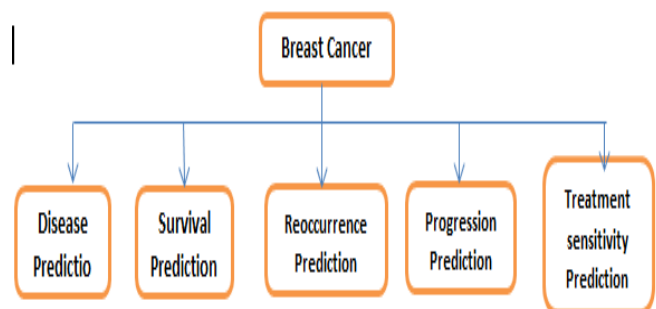 Breast Cancer
Disease
Predictio
Survival
Prediction
Reoccurrence
Prediction
Progression
Prediction
Treatment
sensitivity
Prediction